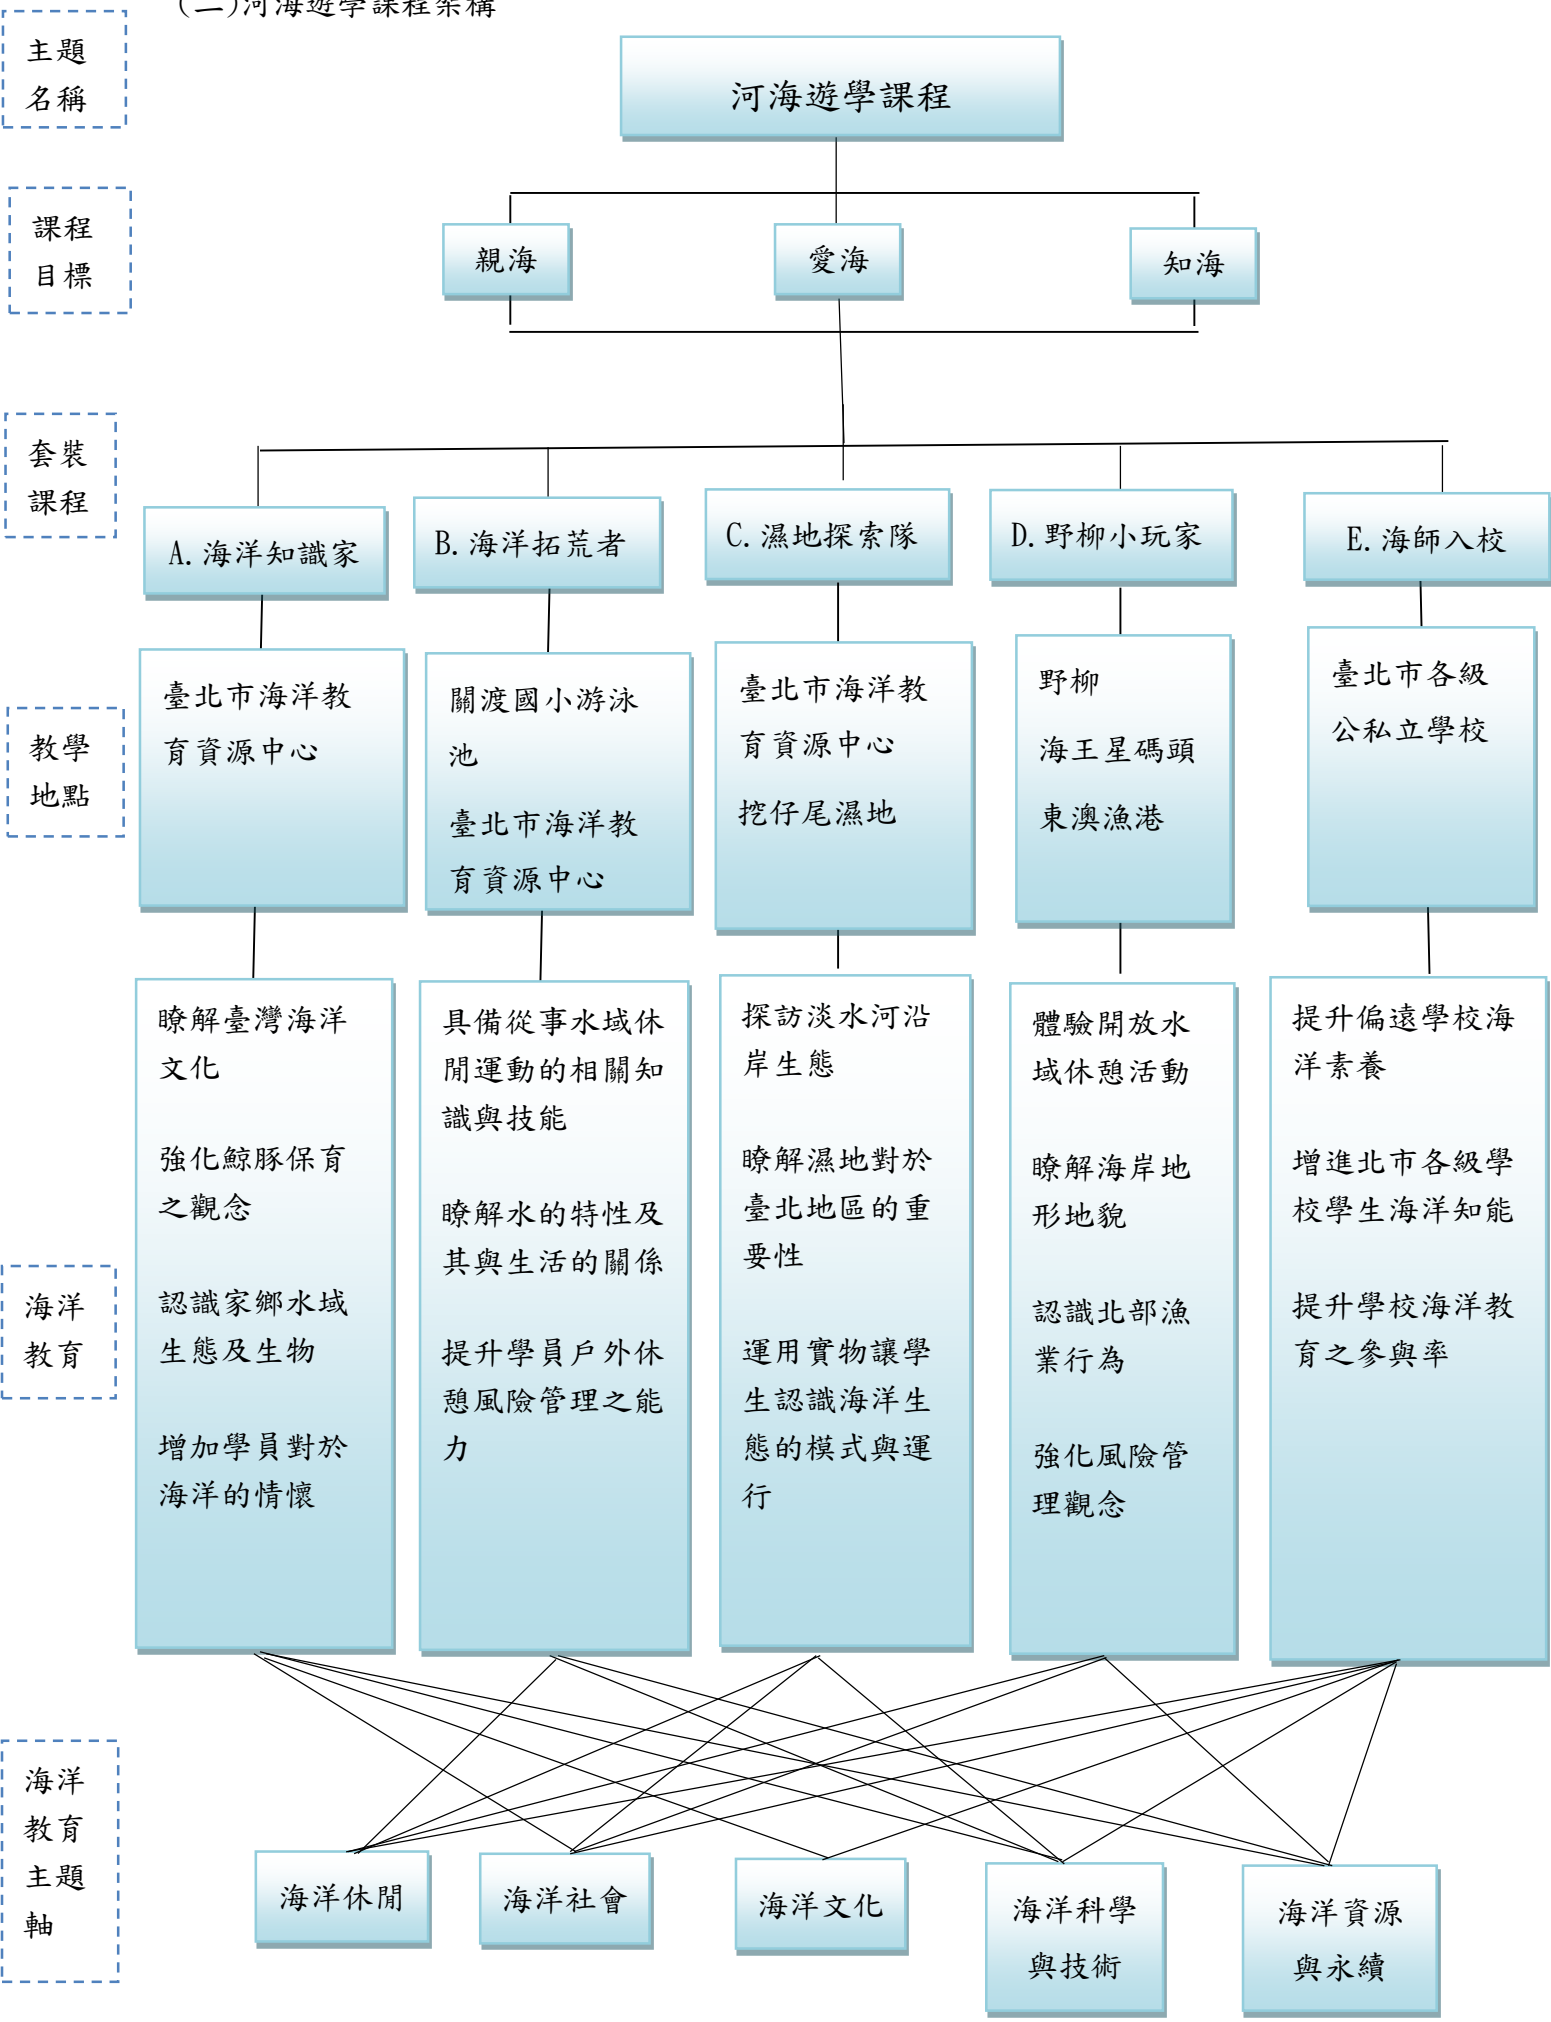 (二)河海遊學課程架構
主題
名稱
河海遊學課程
課程
目標
親海
愛海
知海
套裝
課程
A.海洋知識家
B.海洋拓荒者
C.濕地探索隊
D.野柳小玩家
E.海師入校
教學
地點
臺北市海洋教
育資源中心
關渡國小游泳
池
臺北市海洋教
育資源中心
臺北市海洋教
育資源中心
挖仔尾濕地
野柳
海王星碼頭
東澳漁港
臺北市各級
公私立學校
海洋
教育
瞭解臺灣海洋
文化
強化鯨豚保育
之觀念
認識家鄉水域
生態及生物
增加學員對於
海洋的情懷
具備從事水域休
閒運動的相關知
識與技能
瞭解水的特性及
其與生活的關係
提升學員戶外休
憩風險管理之能
力
探訪淡水河沿
岸生態
瞭解濕地對於
臺北地區的重
要性
運用實物讓學
生認識海洋生
態的模式與運
行
體驗開放水
域休憩活動
瞭解海岸地
形地貌
認識北部漁
業行為
強化風險管
理觀念
提升偏遠學校海
洋素養
增進北市各級學
校學生海洋知能
提升學校海洋教
育之參與率
海洋
教育
主題
軸
海洋休閒
海洋社會
海洋文化
海洋科學
與技術
海洋資源
與永續